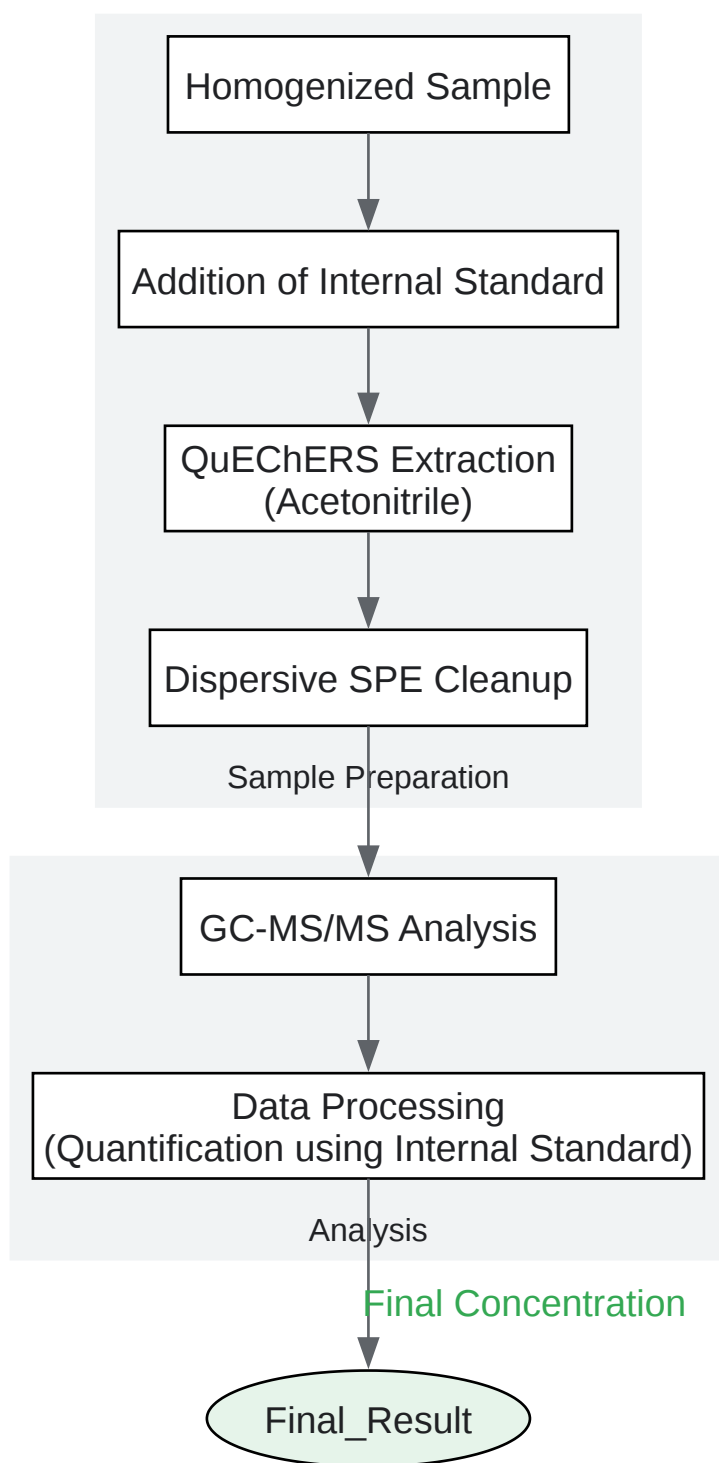 Homogenized Sample
Addition of Internal Standard
QuEChERS Extraction
(Acetonitrile)
Dispersive SPE Cleanup
Sample Preparation
GC-MS/MS Analysis
Data Processing
(Quantification using Internal Standard)
Analysis
Final Concentration
Final_Result